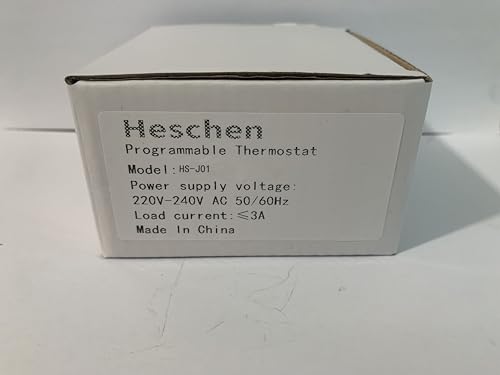 Heschen
Programmable Thermostat
Model: HS-J01
Power supply voltage:
220V-240V AC 50/60Hz
Load current:≤3A
Made In China